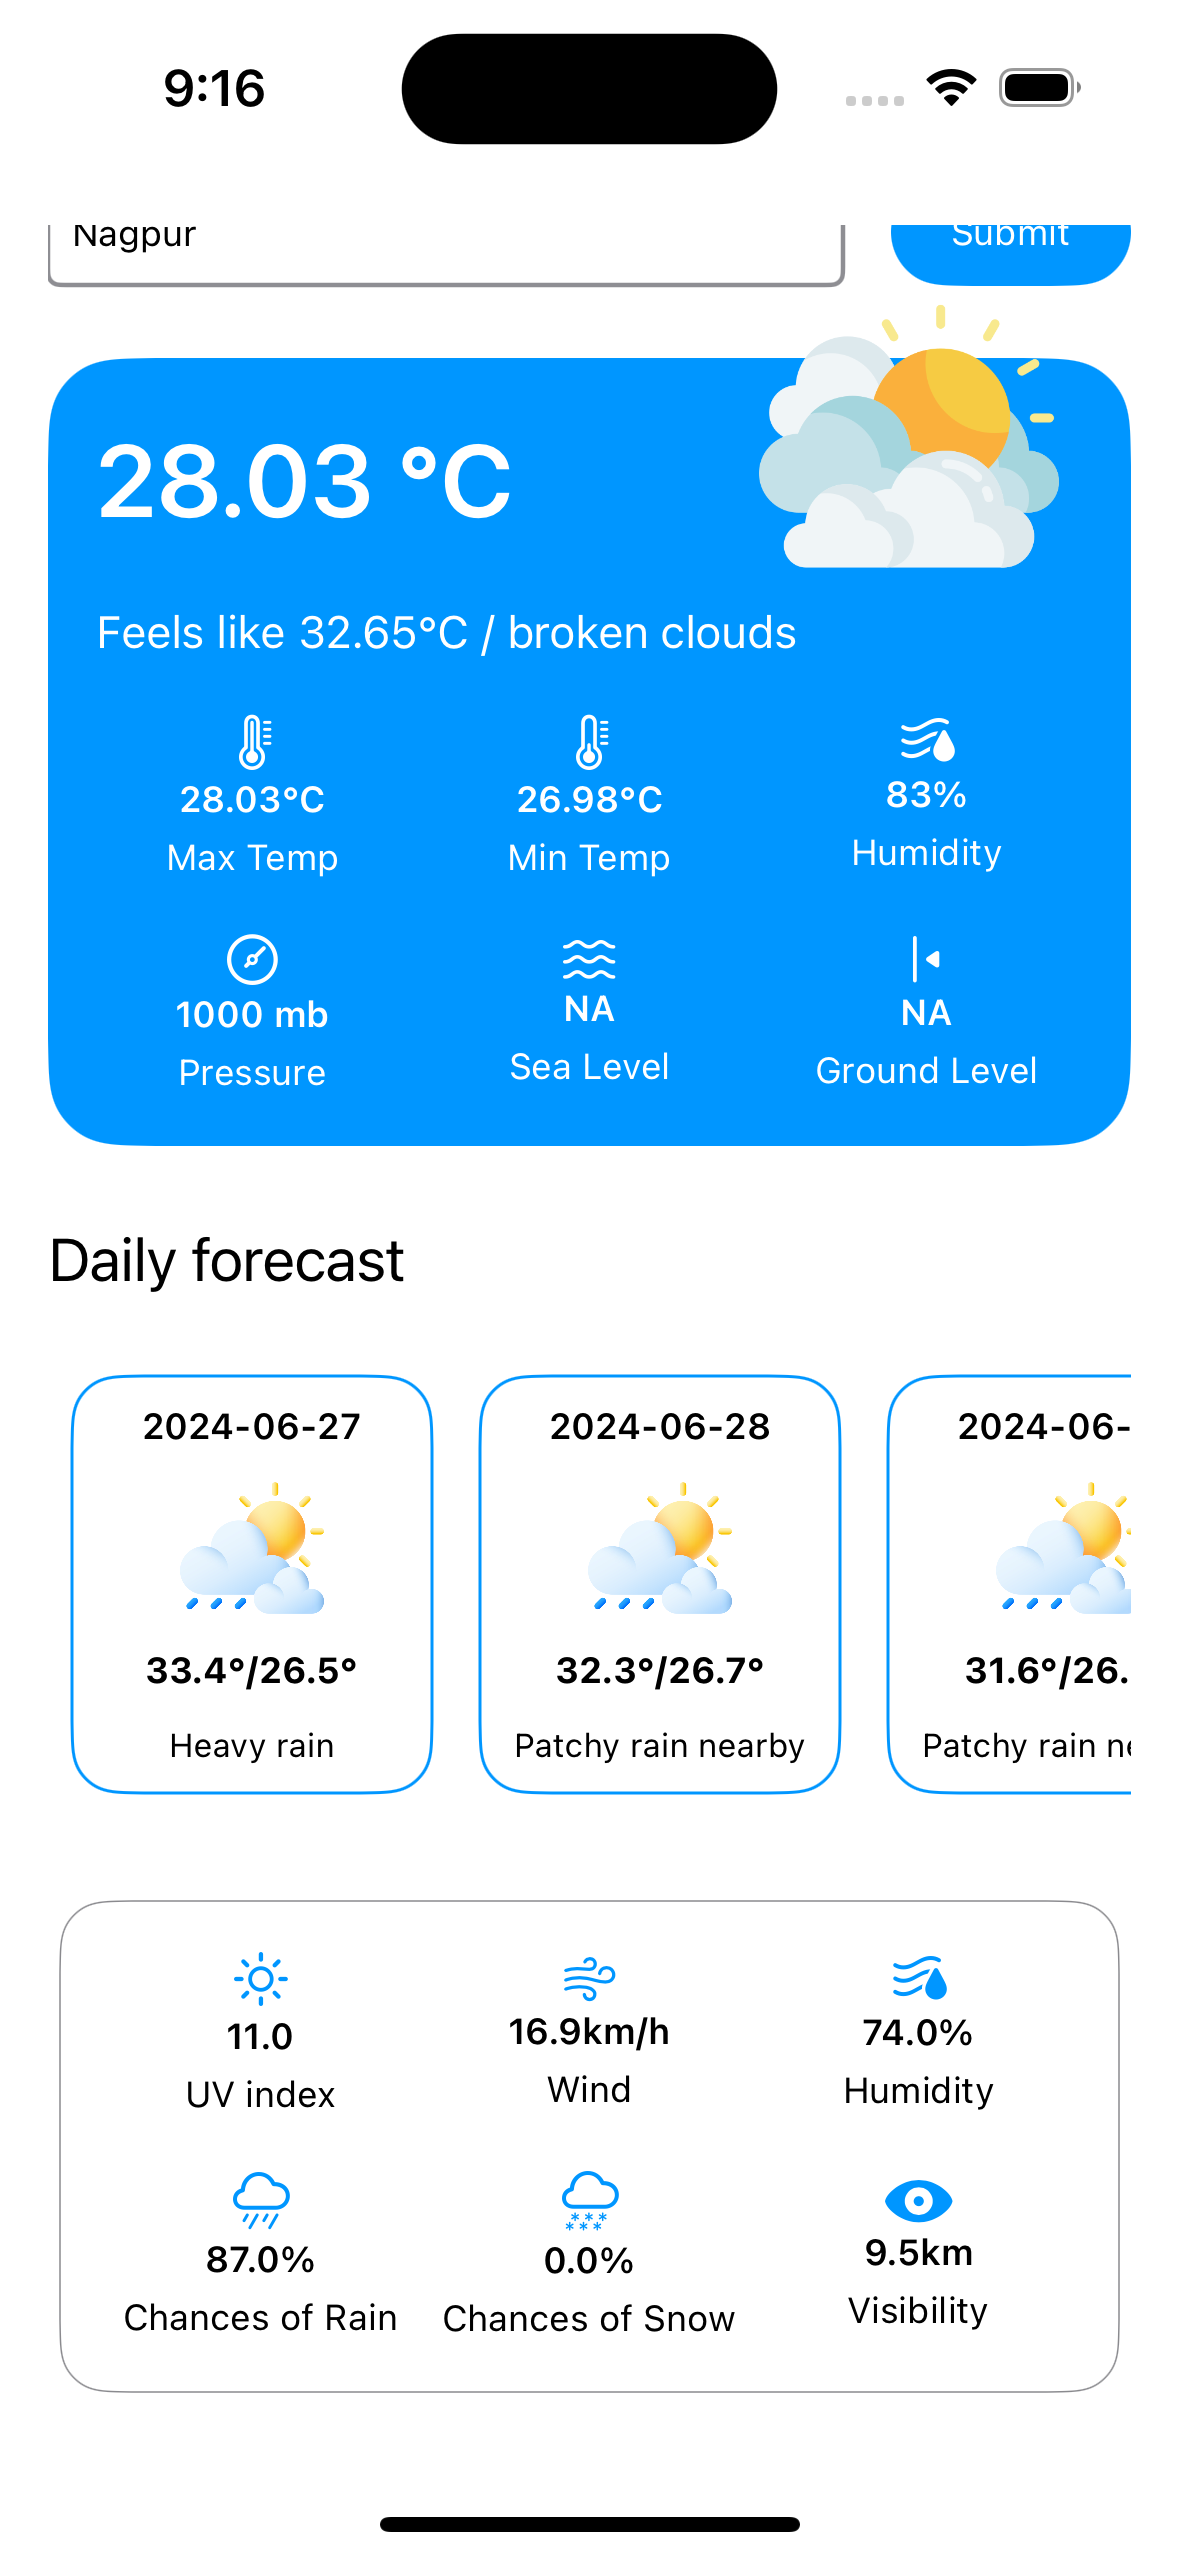 9:16
Nagpur
Submit
28.03 °C
Feels like 32.65°C / broken clouds
28.03°C 26.98°C 83%
Max Temp Min Temp Humidity
1000 mb NA NA
Pressure Sea Level Ground Level
Daily forecast
2024-06-27 2024-06-28 2024-06-
33.4°/26.5° 32.3°/26.7° 31.6°/26.
Heavy rain Patchy rain nearby Patchy rain
11.0 16.9km/h 74.0%
UV index Wind Humidity
87.0% 0.0% 9.5km
Chances of Rain Chances of Snow Visibility